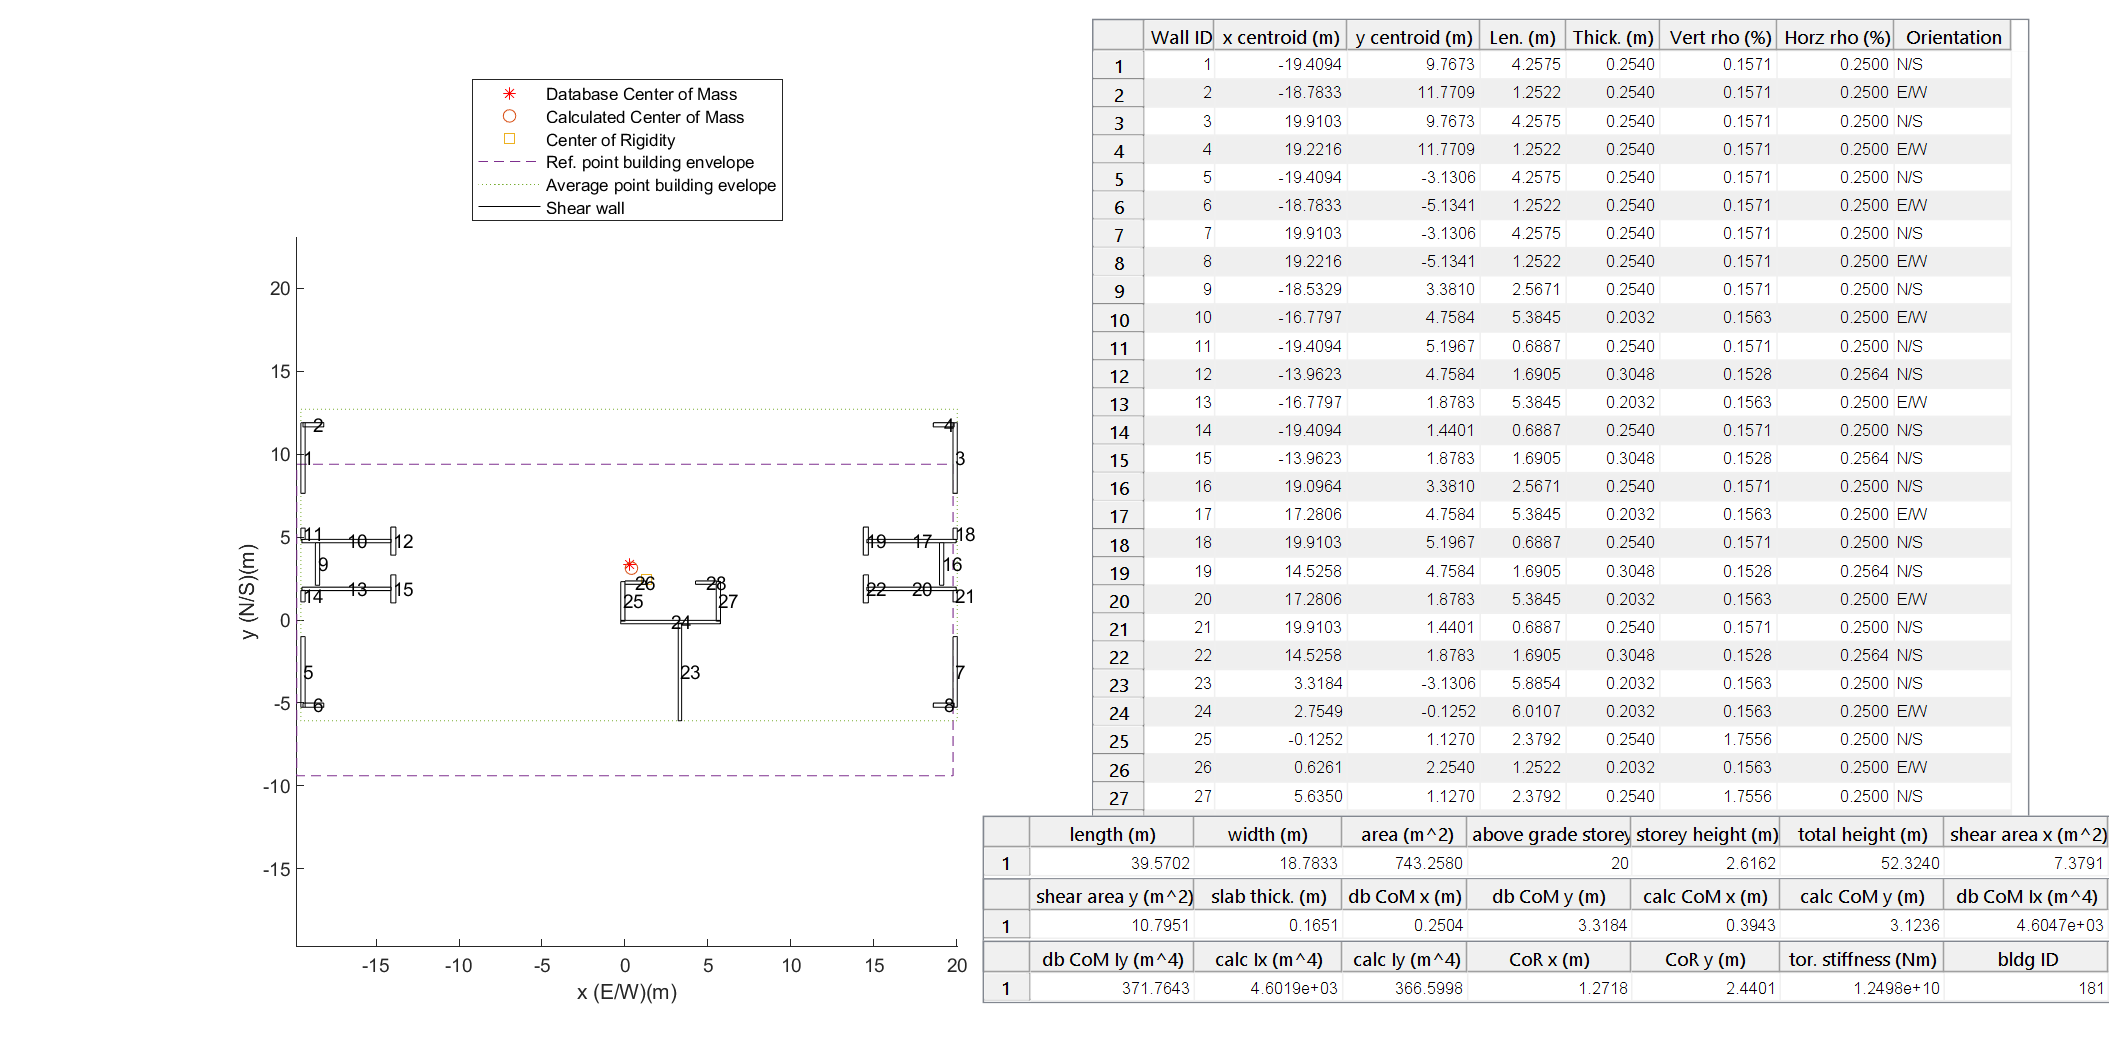 Database Center of Mass
Calculated Center of Mass
Center of Rigidity
Ref. point building envelope
Average point building evelope
Shear wall
20
15
10
5
0
-5
-10
-15
y (N/S)(m)
-15 -10 -5 0 5 10 15 20
x (E/W)(m)
2 4
1 3
11 10 12 19 17 18
9 16
14 13 15 22 20 21
26 28
25 27
24
5 23 7
6 8
Wall ID x centroid (m) y centroid (m) Len. (m) Thick. (m) Vert rho (%) Horz rho (%) Orientation
1 1 -19.4094 9.7673 4.2575 0.2540 0.1571 0.2500 N/S
2 2 -18.7833 11.7709 1.2522 0.2540 0.1571 0.2500 E/W
3 3 19.9103 9.7673 4.2575 0.2540 0.1571 0.2500 N/S
4 4 19.2216 11.7709 1.2522 0.2540 0.1571 0.2500 E/W
5 5 -19.4094 -3.1306 4.2575 0.2540 0.1571 0.2500 N/S
6 6 -18.7833 -5.1341 1.2522 0.2540 0.1571 0.2500 E/W
7 7 19.9103 -3.1306 4.2575 0.2540 0.1571 0.2500 N/S
8 8 19.2216 -5.1341 1.2522 0.2540 0.1571 0.2500 E/W
9 9 -18.5329 3.3810 2.5671 0.2540 0.1571 0.2500 N/S
10 10 -16.7797 4.7584 5.3845 0.2032 0.1563 0.2500 E/W
11 11 -19.4094 5.1967 0.6887 0.2540 0.1571 0.2500 N/S
12 12 -13.9623 4.7584 1.6905 0.3048 0.1528 0.2564 N/S
13 13 -16.7797 1.8783 5.3845 0.2032 0.1563 0.2500 E/W
14 14 -19.4094 1.4401 0.6887 0.2540 0.1571 0.2500 N/S
15 15 -13.9623 1.8783 1.6905 0.3048 0.1528 0.2564 N/S
16 16 19.0964 3.3810 2.5671 0.2540 0.1571 0.2500 N/S
17 17 17.2806 4.7584 5.3845 0.2032 0.1563 0.2500 E/W
18 18 19.9103 5.1967 0.6887 0.2540 0.1571 0.2500 N/S
19 19 14.5258 4.7584 1.6905 0.3048 0.1528 0.2564 N/S
20 20 17.2806 1.8783 5.3845 0.2032 0.1563 0.2500 E/W
21 21 19.9103 1.4401 0.6887 0.2540 0.1571 0.2500 N/S
22 22 14.5258 1.8783 1.6905 0.3048 0.1528 0.2564 N/S
23 23 3.3184 -3.1306 5.8854 0.2032 0.1563 0.2500 N/S
24 24 2.7549 -0.1252 6.0107 0.2032 0.1563 0.2500 E/W
25 25 -0.1252 1.1270 2.3792 0.2540 1.7556 0.2500 N/S
26 26 0.6261 2.2540 1.2522 0.2032 0.1563 0.2500 E/W
27 27 5.6350 1.1270 2.3792 0.2540 1.7556 0.2500 N/S
length (m) width (m) area (m^2) above grade storey storey height (m) total height (m) shear area x (m^2)
1 39.5702 18.7833 743.2580 20 2.6162 52.3240 7.3791
shear area y (m^2) slab thick. (m) db CoM x (m) db CoM y (m) calc CoM x (m) calc CoM y (m) db CoM Ix (m^4)
1 10.7951 0.1651 0.2504 3.3184 0.3943 3.1236 4.6047e+03
db CoM Iy (m^4) calc Ix (m^4) calc Iy (m^4) CoR x (m) CoR y (m) tor. stiffness (Nm) bldg ID
1 371.7643 4.6019e+03 366.5998 1.2718 2.4401 1.2498e+10 181